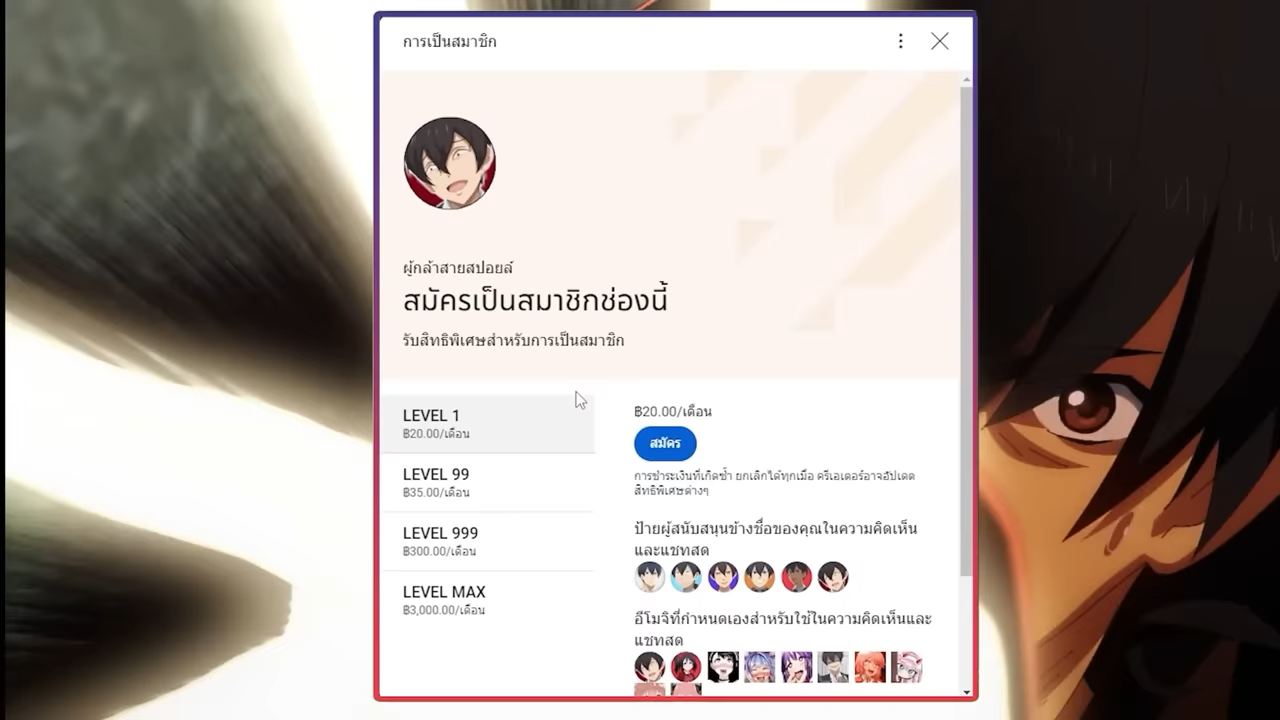 การเป็นสมาชิก
ผู้กล้าสายสปอยล์
สมัครเป็นสมาชิกช่องนี้
รับสิทธิพิเศษสำหรับการเป็นสมาชิก
LEVEL 1
฿20.00/เดือน
LEVEL 99
฿35.00/เดือน
LEVEL 999
฿300.00/เดือน
LEVEL MAX
฿3,000.00/เดือน
฿20.00/เดือน
สมัคร
การชำระเงินที่เกิดซ้ำ ยกเลิกได้ทุกเมื่อ ครีเอเตอร์อาจอัปเดต
สิทธิพิเศษต่างๆ
ป้ายผู้สนับสนุนข้างชื่อของคุณในความคิดเห็น
และแชทสด
อีโมจิที่กำหนดเองสำหรับใช้ในความคิดเห็นและ
แชทสด